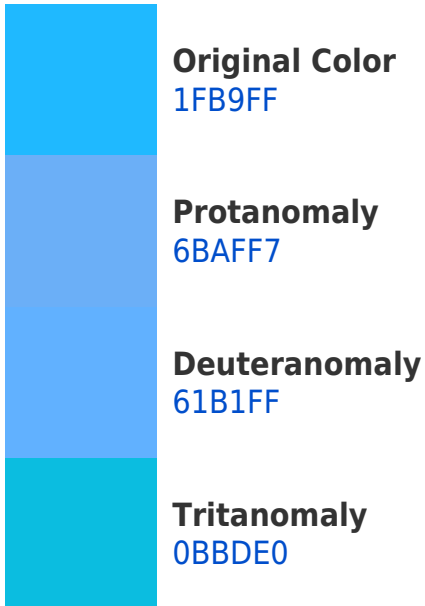 Original Color
1FB9FF
Protanomaly
6BAFF7
Deuteranomaly
61B1FF
Tritanomaly
0BBDE0